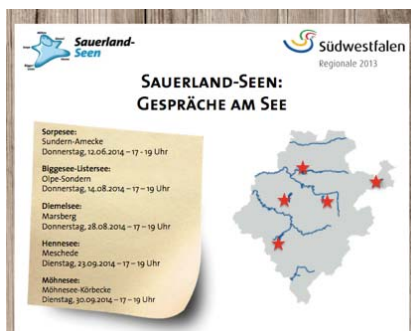 Sauerland-
Seen
Südwestfalen
Regionale 2013
SAUERLAND-SEEN:
GESPRÄCHE AM SEE
Sorpesee:
Sundern-Amecke
Donnerstag, 12.06.2014 – 17 - 19 Uhr
Biggesee-Listersee:
Olpe-Sondern
Donnerstag, 14.08.2014 – 17 – 19 Uhr
Diemelsee:
Marsberg
Donnerstag, 28.08.2014 – 17 – 19 Uhr
Hennesee:
Meschede
Dienstag, 23.09.2014 – 17 – 19 Uhr
Möhnesee:
Möhnesee-Körbecke
Dienstag, 30.09.2014 – 17 – 19 Uhr